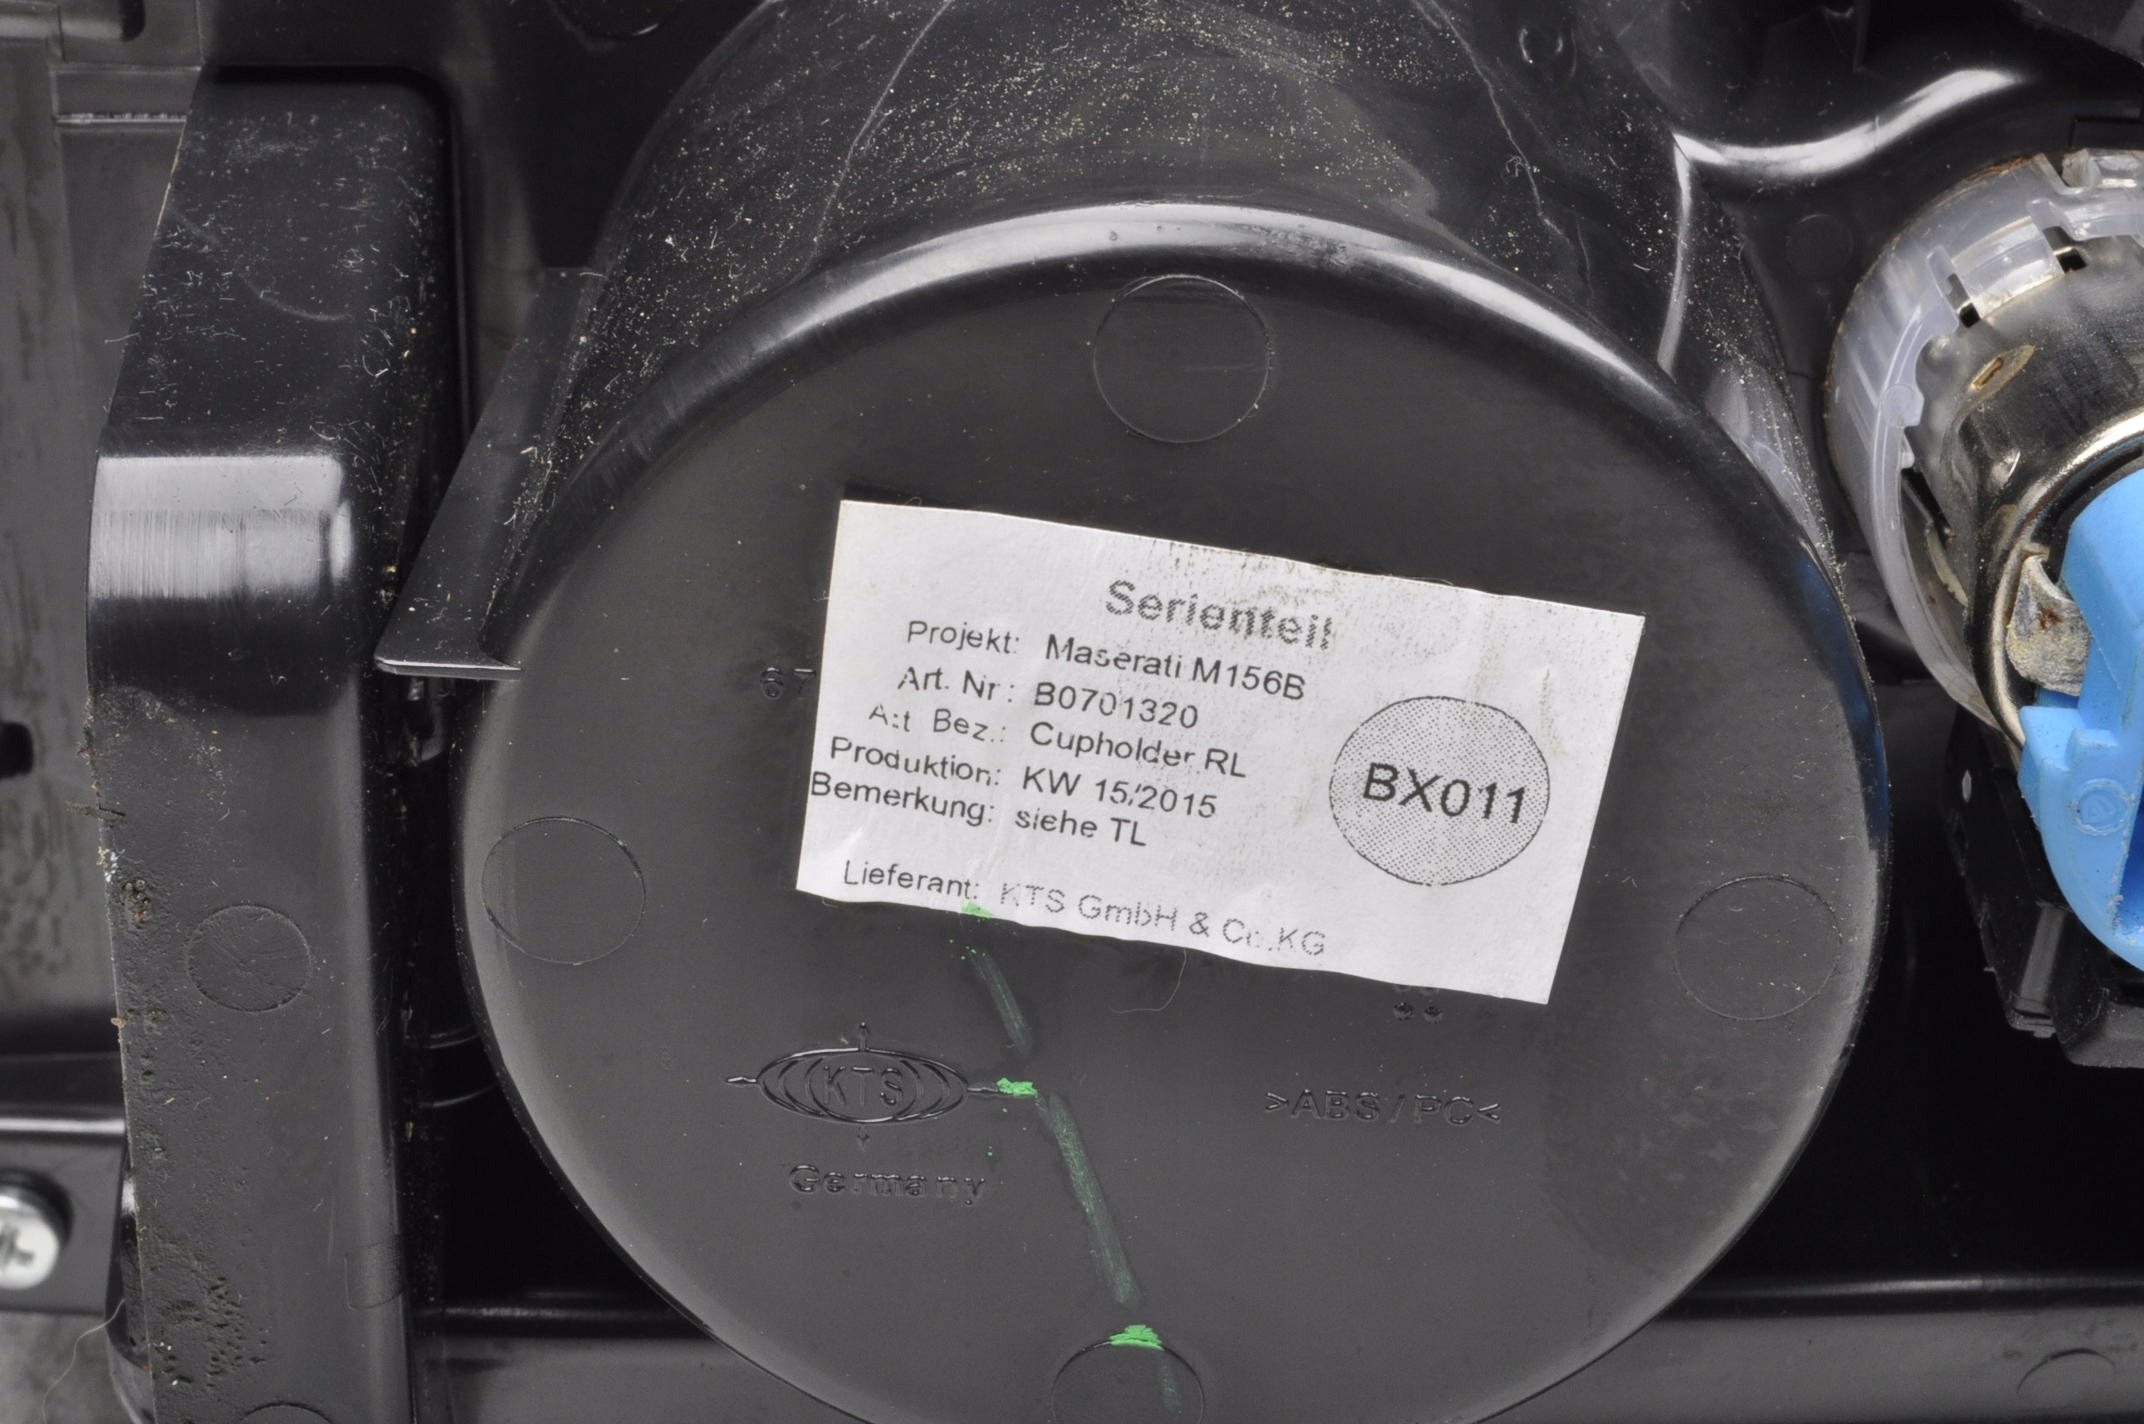 Serienteil
Projekt: Maserati M156B
Art. Nr.: B0701320
Art Bez.: Cupholder RL
Produktion: KW 15/2015
Bemerkung: siehe TL
BX011
Lieferant: KTS GmbH & Co.KG
67
KTS
Germany
>ABS/PC<